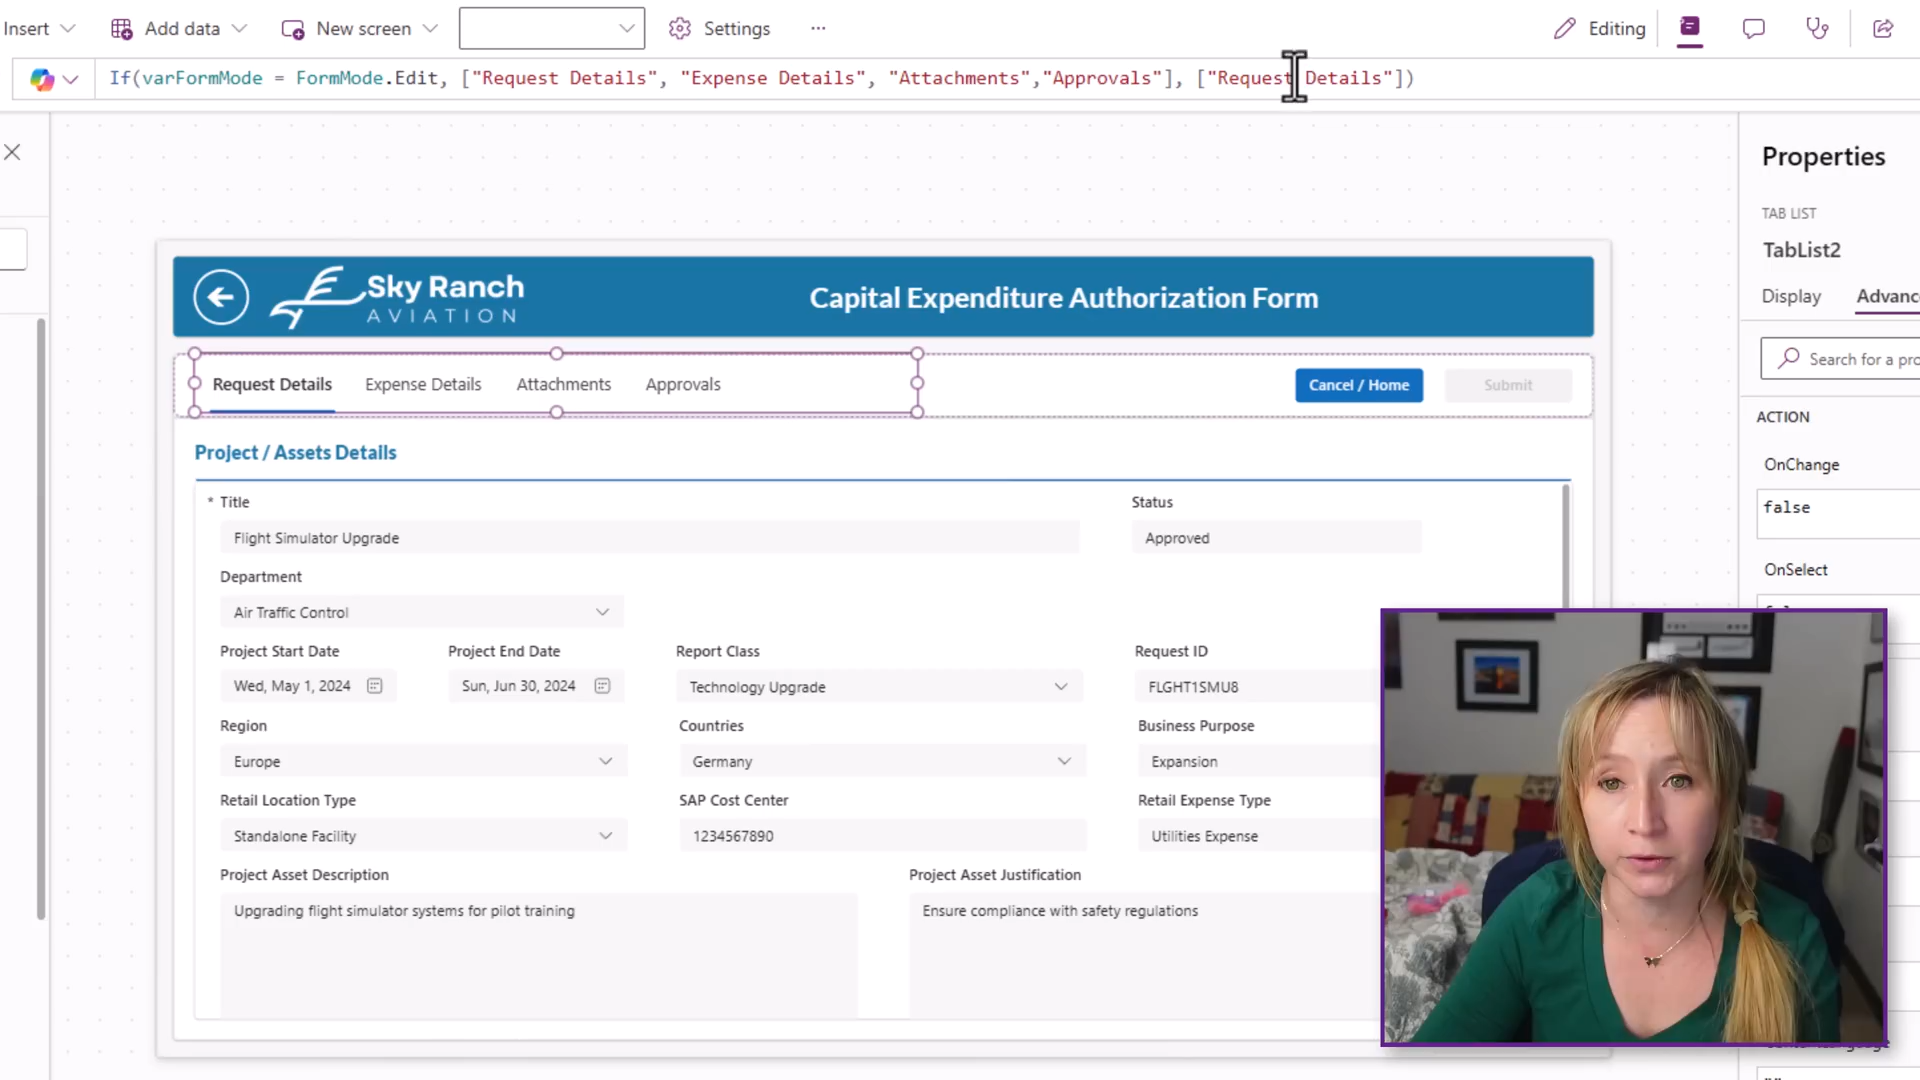 Insert
Add data
New screen
Settings
Editing
If(varFormMode = FormMode.Edit, ["Request Details", "Expense Details", "Attachments","Approvals"], ["Request Details"])
Properties
TAB LIST
TabList2
Display
Advanc
Search for a pro
ACTION
OnChange
false
OnSelect
Sky Ranch
AVIATION
Capital Expenditure Authorization Form
Request Details
Expense Details
Attachments
Approvals
Cancel / Home
Submit
Project / Assets Details
* Title
Status
Flight Simulator Upgrade
Approved
Department
Air Traffic Control
Project Start Date
Project End Date
Report Class
Request ID
Wed, May 1, 2024
Sun, Jun 30, 2024
Technology Upgrade
FLGHT1SMU8
Region
Countries
Business Purpose
Europe
Germany
Expansion
Retail Location Type
SAP Cost Center
Retail Expense Type
Standalone Facility
1234567890
Utilities Expense
Project Asset Description
Project Asset Justification
Upgrading flight simulator systems for pilot training
Ensure compliance with safety regulations